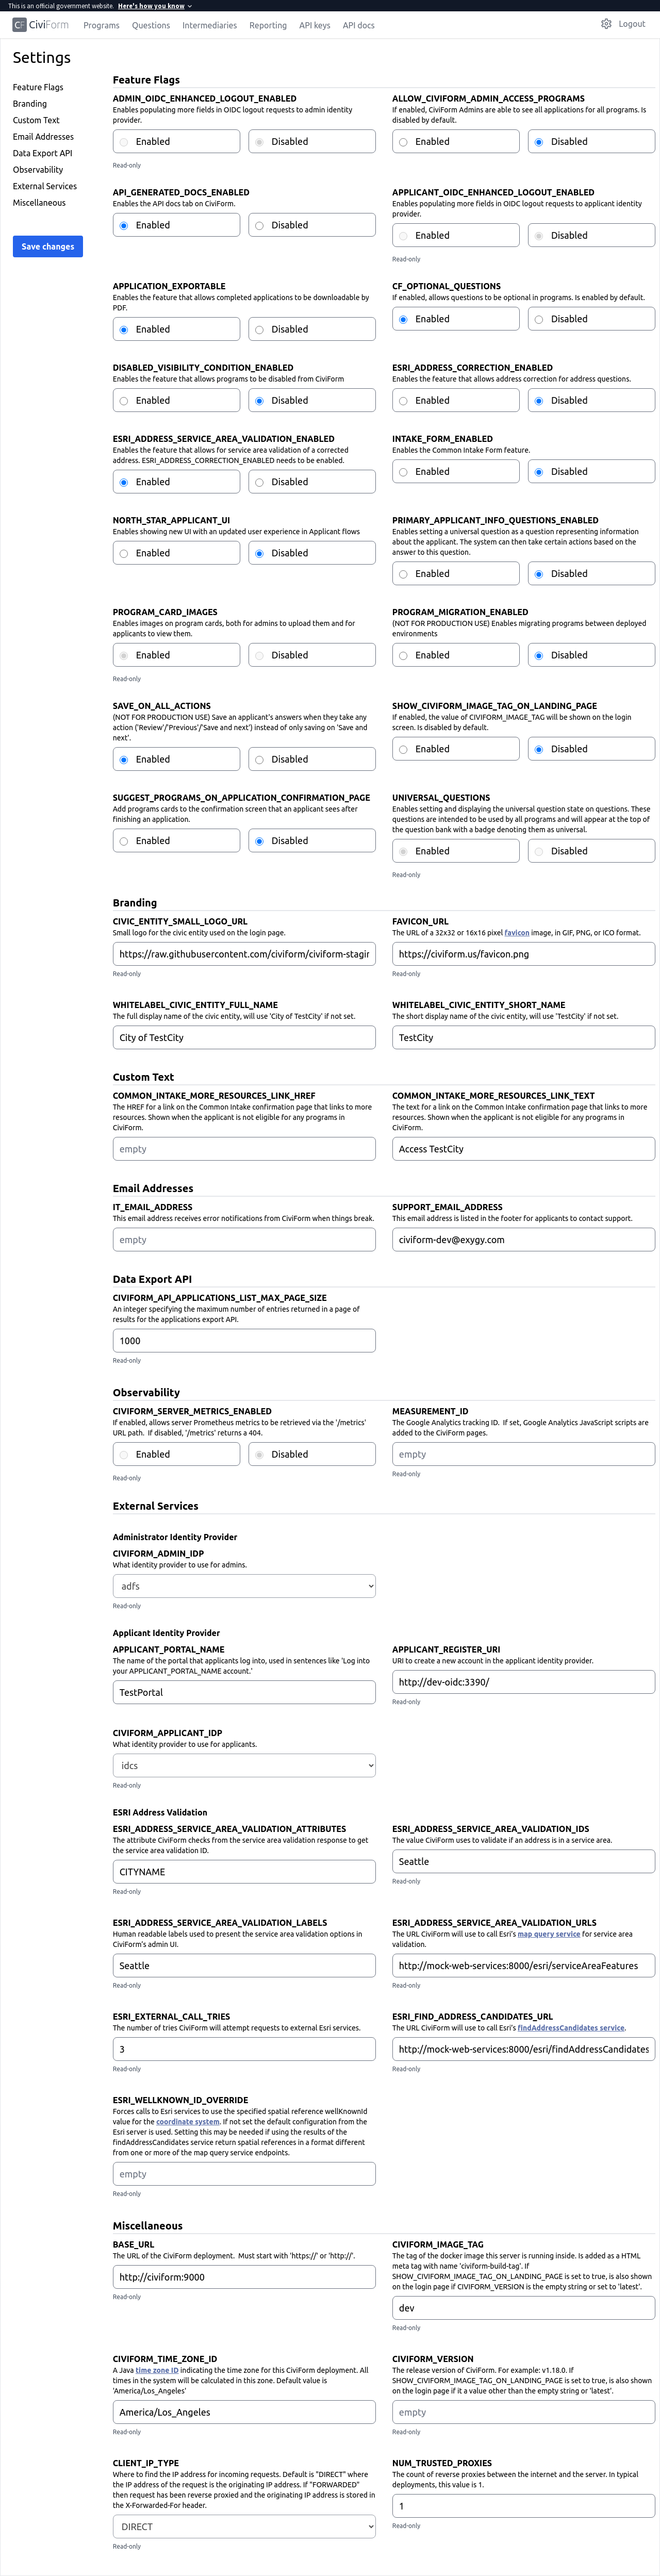 This is an official government website. Here's how you know
CF CiviForm Programs Questions Intermediaries Reporting API keys API docs Logout
Settings
Feature Flags
Branding
Custom Text
Email Addresses
Data Export API
Observability
External Services
Miscellaneous
Save changes
Feature Flags
ADMIN_OIDC_ENHANCED_LOGOUT_ENABLED
Enables populating more fields in OIDC logout requests to admin identity
provider.
Enabled Disabled
Read-only
ALLOW_CIVIFORM_ADMIN_ACCESS_PROGRAMS
If enabled, CiviForm Admins are able to see all applications for all programs. Is
disabled by default.
Enabled Disabled
API_GENERATED_DOCS_ENABLED
Enables the API docs tab on CiviForm.
Enabled Disabled
APPLICANT_OIDC_ENHANCED_LOGOUT_ENABLED
Enables populating more fields in OIDC logout requests to applicant identity
provider.
Enabled Disabled
Read-only
APPLICATION_EXPORTABLE
Enables the feature that allows completed applications to be downloadable by
PDF.
Enabled Disabled
CF_OPTIONAL_QUESTIONS
If enabled, allows questions to be optional in programs. Is enabled by default.
Enabled Disabled
DISABLED_VISIBILITY_CONDITION_ENABLED
Enables the feature that allows programs to be disabled from CiviForm
Enabled Disabled
ESRI_ADDRESS_CORRECTION_ENABLED
Enables the feature that allows address correction for address questions.
Enabled Disabled
ESRI_ADDRESS_SERVICE_AREA_VALIDATION_ENABLED
Enables the feature that allows for service area validation of a corrected
address. ESRI_ADDRESS_CORRECTION_ENABLED needs to be enabled.
Enabled Disabled
INTAKE_FORM_ENABLED
Enables the Common Intake Form feature.
Enabled Disabled
NORTH_STAR_APPLICANT_UI
Enables showing new UI with an updated user experience in Applicant flows
Enabled Disabled
PRIMARY_APPLICANT_INFO_QUESTIONS_ENABLED
Enables setting a universal question as a question representing information
about the applicant. The system can then take certain actions based on the
answer to this question.
Enabled Disabled
PROGRAM_CARD_IMAGES
Enables images on program cards, both for admins to upload them and for
applicants to view them.
Enabled Disabled
Read-only
PROGRAM_MIGRATION_ENABLED
(NOT FOR PRODUCTION USE) Enables migrating programs between deployed
environments
Enabled Disabled
SAVE_ON_ALL_ACTIONS
(NOT FOR PRODUCTION USE) Save an applicant's answers when they take any
action ('Review'/'Previous'/'Save and next') instead of only saving on 'Save and
next'.
Enabled Disabled
SHOW_CIVIFORM_IMAGE_TAG_ON_LANDING_PAGE
If enabled, the value of CIVIFORM_IMAGE_TAG will be shown on the login
screen. Is disabled by default.
Enabled Disabled
SUGGEST_PROGRAMS_ON_APPLICATION_CONFIRMATION_PAGE
Add programs cards to the confirmation screen that an applicant sees after
finishing an application.
Enabled Disabled
UNIVERSAL_QUESTIONS
Enables setting and displaying the universal question state on questions. These
questions are intended to be used by all programs and will appear at the top of
the question bank with a badge denoting them as universal.
Enabled Disabled
Read-only
Branding
CIVIC_ENTITY_SMALL_LOGO_URL
Small logo for the civic entity used on the login page.
https://raw.githubusercontent.com/civiform/civiform-stagin
Read-only
FAVICON_URL
The URL of a 32x32 or 16x16 pixel favicon image, in GIF, PNG, or ICO format.
https://civiform.us/favicon.png
Read-only
WHITELABEL_CIVIC_ENTITY_FULL_NAME
The full display name of the civic entity, will use 'City of TestCity' if not set.
City of TestCity
WHITELABEL_CIVIC_ENTITY_SHORT_NAME
The short display name of the civic entity, will use 'TestCity' if not set.
TestCity
Custom Text
COMMON_INTAKE_MORE_RESOURCES_LINK_HREF
The HREF for a link on the Common Intake confirmation page that links to more
resources. Shown when the applicant is not eligible for any programs in
CiviForm.
empty
COMMON_INTAKE_MORE_RESOURCES_LINK_TEXT
The text for a link on the Common Intake confirmation page that links to more
resources. Shown when the applicant is not eligible for any programs in
CiviForm.
Access TestCity
Email Addresses
IT_EMAIL_ADDRESS
This email address receives error notifications from CiviForm when things break.
empty
SUPPORT_EMAIL_ADDRESS
This email address is listed in the footer for applicants to contact support.
civiform-dev@exygy.com
Data Export API
CIVIFORM_API_APPLICATIONS_LIST_MAX_PAGE_SIZE
An integer specifying the maximum number of entries returned in a page of
results for the applications export API.
1000
Read-only
Observability
CIVIFORM_SERVER_METRICS_ENABLED
If enabled, allows server Prometheus metrics to be retrieved via the '/metrics'
URL path. If disabled, '/metrics' returns a 404.
Enabled Disabled
Read-only
MEASUREMENT_ID
The Google Analytics tracking ID. If set, Google Analytics JavaScript scripts are
added to the CiviForm pages.
empty
Read-only
External Services
Administrator Identity Provider
CIVIFORM_ADMIN_IDP
What identity provider to use for admins.
adfs
Read-only
Applicant Identity Provider
APPLICANT_PORTAL_NAME
The name of the portal that applicants log into, used in sentences like 'Log into
your APPLICANT_PORTAL_NAME account.'
TestPortal
APPLICANT_REGISTER_URI
URI to create a new account in the applicant identity provider.
http://dev-oidc:3390/
Read-only
CIVIFORM_APPLICANT_IDP
What identity provider to use for applicants.
idcs
Read-only
ESRI Address Validation
ESRI_ADDRESS_SERVICE_AREA_VALIDATION_ATTRIBUTES
The attribute CiviForm checks from the service area validation response to get
the service area validation ID.
CITYNAME
Read-only
ESRI_ADDRESS_SERVICE_AREA_VALIDATION_IDS
The value CiviForm uses to validate if an address is in a service area.
Seattle
Read-only
ESRI_ADDRESS_SERVICE_AREA_VALIDATION_LABELS
Human readable labels used to present the service area validation options in
CiviForm's admin UI.
Seattle
Read-only
ESRI_ADDRESS_SERVICE_AREA_VALIDATION_URLS
The URL CiviForm will use to call Esri's map query service for service area
validation.
http://mock-web-services:8000/esri/serviceAreaFeatures
Read-only
ESRI_EXTERNAL_CALL_TRIES
The number of tries CiviForm will attempt requests to external Esri services.
3
Read-only
ESRI_FIND_ADDRESS_CANDIDATES_URL
The URL CiviForm will use to call Esri's findAddressCandidates service.
http://mock-web-services:8000/esri/findAddressCandidates
Read-only
ESRI_WELLKNOWN_ID_OVERRIDE
Forces calls to Esri services to use the specified spatial reference wellKnownId
value for the coordinate system. If not set the default configuration from the
Esri server is used. Setting this may be needed if using the results of the
findAddressCandidates service return spatial references in a format different
from one or more of the map query service endpoints.
empty
Read-only
Miscellaneous
BASE_URL
The URL of the CiviForm deployment. Must start with 'https://' or 'http://'.
http://civiform:9000
Read-only
CIVIFORM_IMAGE_TAG
The tag of the docker image this server is running inside. Is added as a HTML
meta tag with name 'civiform-build-tag'. If
SHOW_CIVIFORM_IMAGE_TAG_ON_LANDING_PAGE is set to true, is also shown
on the login page if CIVIFORM_VERSION is the empty string or set to 'latest'.
dev
Read-only
CIVIFORM_TIME_ZONE_ID
A Java time zone ID indicating the time zone for this CiviForm deployment. All
times in the system will be calculated in this zone. Default value is
'America/Los_Angeles'
America/Los_Angeles
Read-only
CIVIFORM_VERSION
The release version of CiviForm. For example: v1.18.0. If
SHOW_CIVIFORM_IMAGE_TAG_ON_LANDING_PAGE is set to true, is also shown
on the login page if it a value other than the empty string or 'latest'.
empty
Read-only
CLIENT_IP_TYPE
Where to find the IP address for incoming requests. Default is "DIRECT" where
the IP address of the request is the originating IP address. If "FORWARDED"
then request has been reverse proxied and the originating IP address is stored in
the X-Forwarded-For header.
DIRECT
Read-only
NUM_TRUSTED_PROXIES
The count of reverse proxies between the internet and the server. In typical
deployments, this value is 1.
1
Read-only